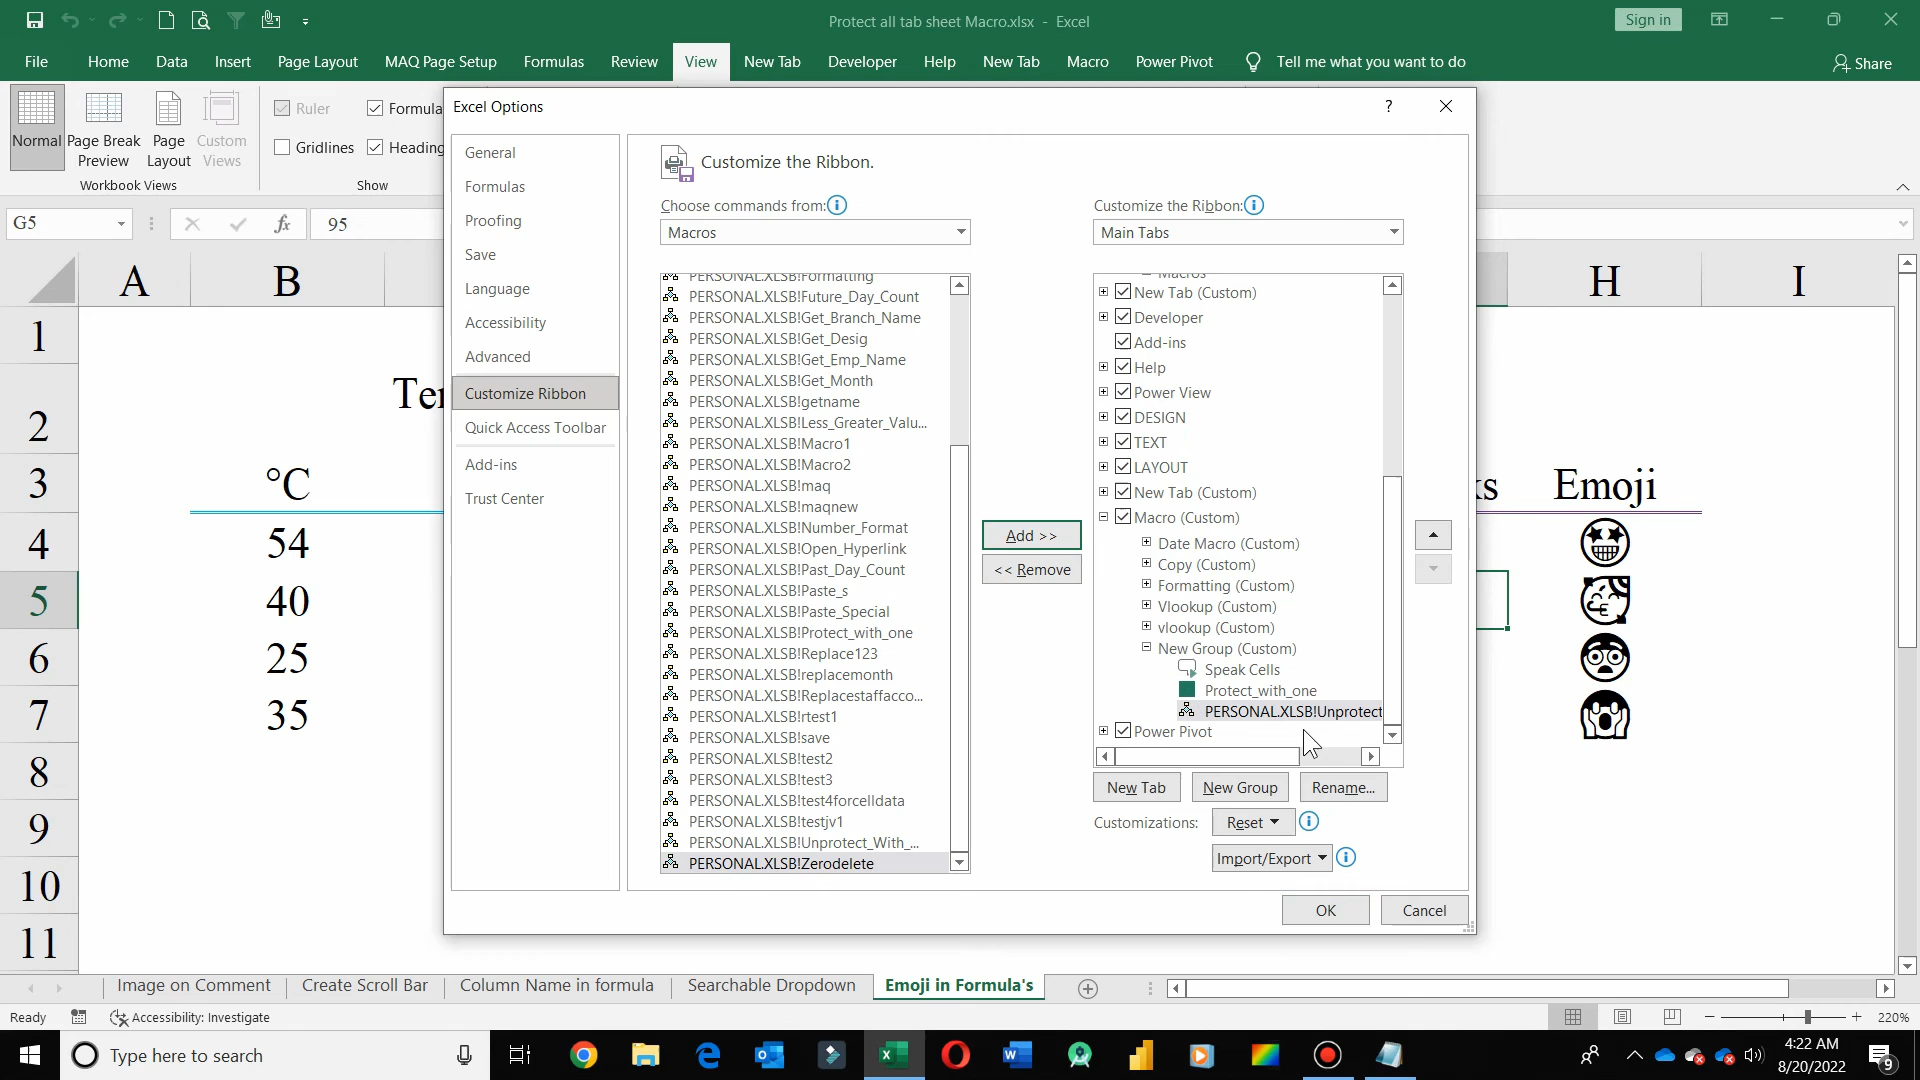 Protect all tab sheet Macro.xlsx - Excel
Sign in
File Home Data Insert Page Layout MAQ Page Setup Formulas Review View New Tab Developer Help New Tab Macro Power Pivot Tell me what you want to do Share
Normal
Page Break Preview
Page Layout
Custom Views
Workbook Views
Ruler
Formula
Gridlines
Heading
Show
G5
fx
95
A B H I
1
2
3
4
5
6
7
8
9
10
11
°C
54
40
25
35
Emoji
Excel Options
?
General
Formulas
Proofing
Save
Language
Accessibility
Advanced
Customize Ribbon
Quick Access Toolbar
Add-ins
Trust Center
Customize the Ribbon.
Choose commands from:
Macros
PERSONAL.XLSB!Formatting
PERSONAL.XLSB!Future_Day_Count
PERSONAL.XLSB!Get_Branch_Name
PERSONAL.XLSB!Get_Desig
PERSONAL.XLSB!Get_Emp_Name
PERSONAL.XLSB!Get_Month
PERSONAL.XLSB!getname
PERSONAL.XLSB!Less_Greater_Valu...
PERSONAL.XLSB!Macro1
PERSONAL.XLSB!Macro2
PERSONAL.XLSB!maq
PERSONAL.XLSB!maqnew
PERSONAL.XLSB!Number_Format
PERSONAL.XLSB!Open_Hyperlink
PERSONAL.XLSB!Past_Day_Count
PERSONAL.XLSB!Paste_s
PERSONAL.XLSB!Paste_Special
PERSONAL.XLSB!Protect_with_one
PERSONAL.XLSB!Replace123
PERSONAL.XLSB!replacemonth
PERSONAL.XLSB!Replacestaffacco...
PERSONAL.XLSB!rtest1
PERSONAL.XLSB!save
PERSONAL.XLSB!test2
PERSONAL.XLSB!test3
PERSONAL.XLSB!test4forcelldata
PERSONAL.XLSB!testjv1
PERSONAL.XLSB!Unprotect_With_...
PERSONAL.XLSB!Zerodelete
Add >>
<< Remove
Customize the Ribbon:
Main Tabs
Macros
New Tab (Custom)
Developer
Add-ins
Help
Power View
DESIGN
TEXT
LAYOUT
New Tab (Custom)
Macro (Custom)
Date Macro (Custom)
Copy (Custom)
Formatting (Custom)
Vlookup (Custom)
vlookup (Custom)
New Group (Custom)
Speak Cells
Protect_with_one
PERSONAL.XLSB!Unprotect
Power Pivot
New Tab New Group Rename...
Customizations: Reset
Import/Export
OK Cancel
Image on Comment Create Scroll Bar Column Name in formula Searchable Dropdown Emoji in Formula's
Ready Accessibility: Investigate 220%
Type here to search
4:22 AM
8/20/2022
9